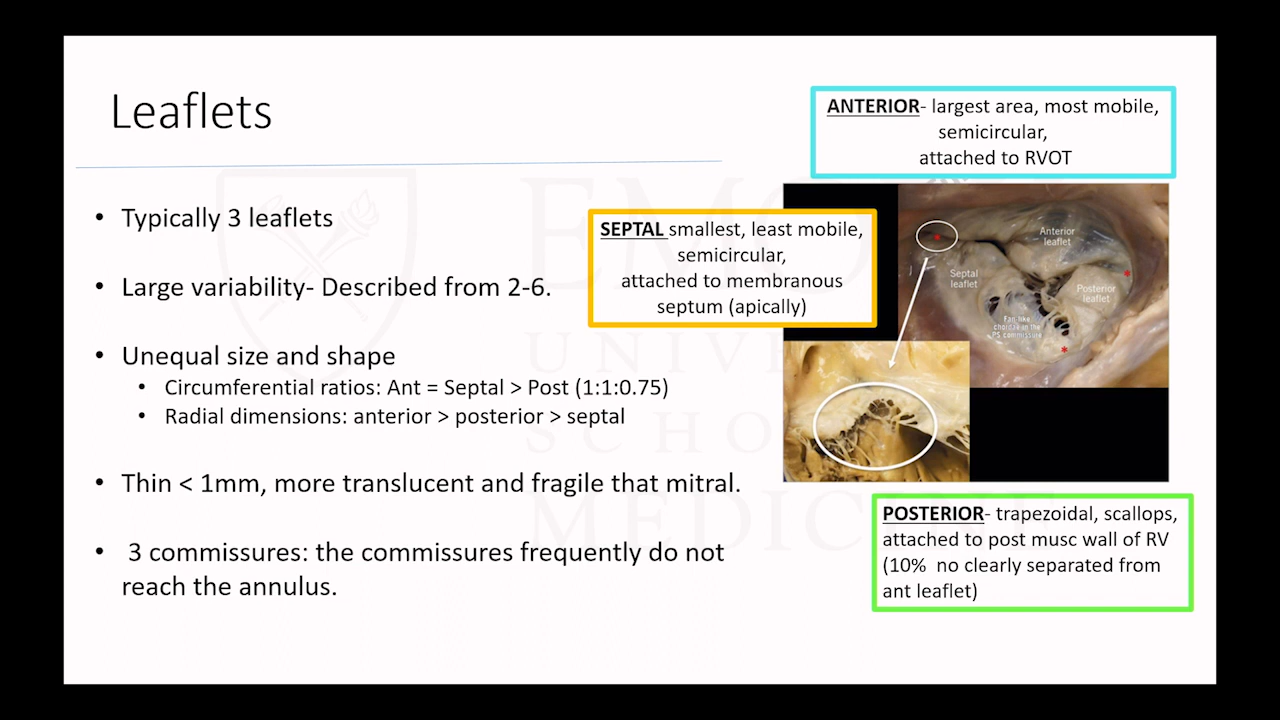 Leaflets
• Typically 3 leaflets
• Large variability- Described from 2-6.
• Unequal size and shape
• Circumferential ratios: Ant = Septal > Post (1:1:0.75)
• Radial dimensions: anterior > posterior > septal
• Thin < 1mm, more translucent and fragile that mitral.
• 3 commissures: the commissures frequently do not
reach the annulus.
ANTERIOR- largest area, most mobile,
semicircular,
attached to RVOT
SEPTAL smallest, least mobile,
semicircular,
attached to membranous
septum (apically)
Anterior
leaflet
Septal
leaflet
Posterior
leaflet
Fan-like
chordae in the
PS commissure
POSTERIOR- trapezoidal, scallops,
attached to post musc wall of RV
(10% no clearly separated from
ant leaflet)
EMO
UNIVE
SCHO
MEDICINE